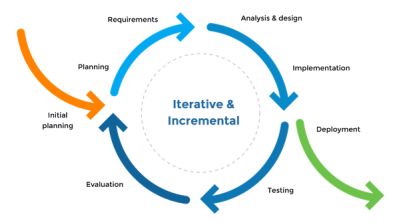 Requirements
Analysis & design
Planning
Implementation
Iterative &
Incremental
Initial
planning
Deployment
Evaluation
Testing